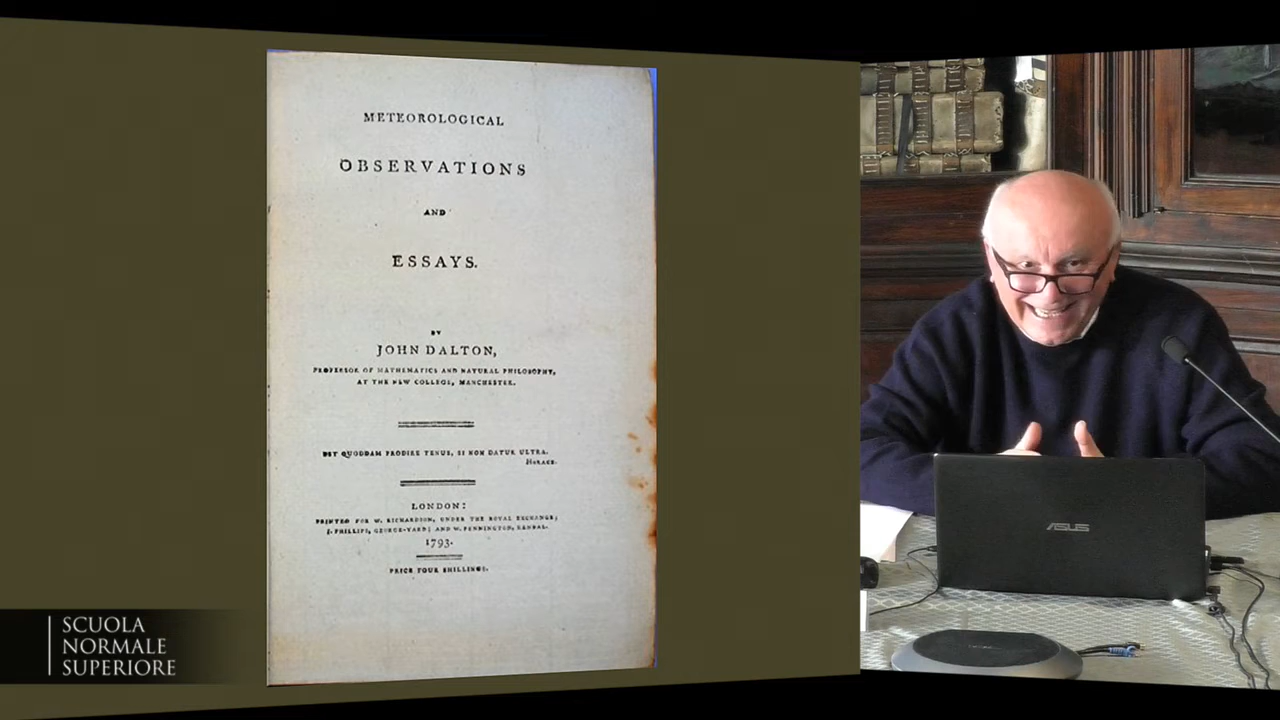 METEOROLOGICAL
OBSERVATIONS
AND
ESSAYS.
BY
JOHN DALTON,
PROFESSOR OF MATHEMATICS AND NATURAL PHILOSOPHY,
AT THE NEW COLLEGE, MANCHESTER.
EST QUODDAM PRODIRE TENUS, SI NON DATUR ULTRA.
HORACE.
LONDON:
PRINTED FOR W. RICHARDSON, UNDER THE ROYAL EXCHANGE;
J. PHILLIPS, GEORGE-YARD; AND W. PENNINGTON, KENDAL.
1793.
PRICE FOUR SHILLINGS.
SCUOLA
NORMALE
SUPERIORE
ASUS